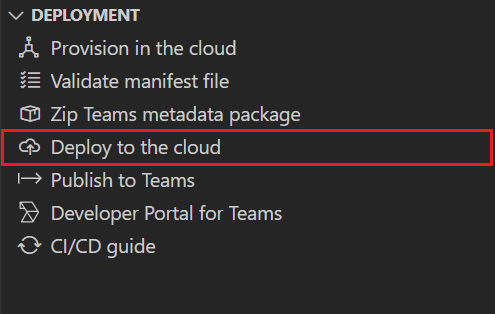 DEPLOYMENT
Provision in the cloud
Validate manifest file
Zip Teams metadata package
Deploy to the cloud
Publish to Teams
Developer Portal for Teams
CI/CD guide